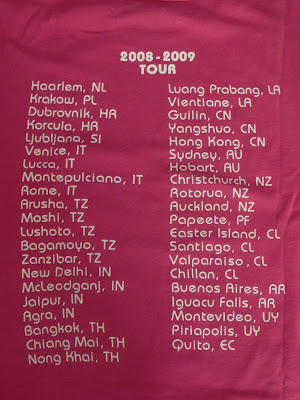 2008-2009
TOUR
Haarlem, NL
Krakow, PL
Dubrovnik, HR
Korcula, HR
Ljubljana, SI
Venice, IT
Lucca, IT
Montepulciano, IT
Rome, IT
Arusha, TZ
Moshi, TZ
Lushoto, TZ
Bagamoyo, TZ
Zanzibar, TZ
New Delhi, IN
McLeodganj, IN
Jaipur, IN
Agra, IN
Bangkok, TH
Chiang Mai, TH
Nong Khai, TH
Luang Prabang, LA
Vientiane, LA
Guilin, CN
Yangshuo, CN
Hong Kong, CN
Sydney, AU
Hobart, AU
Christchurch, NZ
Rotorua, NZ
Auckland, NZ
Papeete, PF
Easter Island, CL
Santiago, CL
Valparaiso, CL
Chillan, CL
Buenos Aires, AR
Iguacu Falls, AR
Montevideo, UY
Piriapolis, UY
Quito, EC